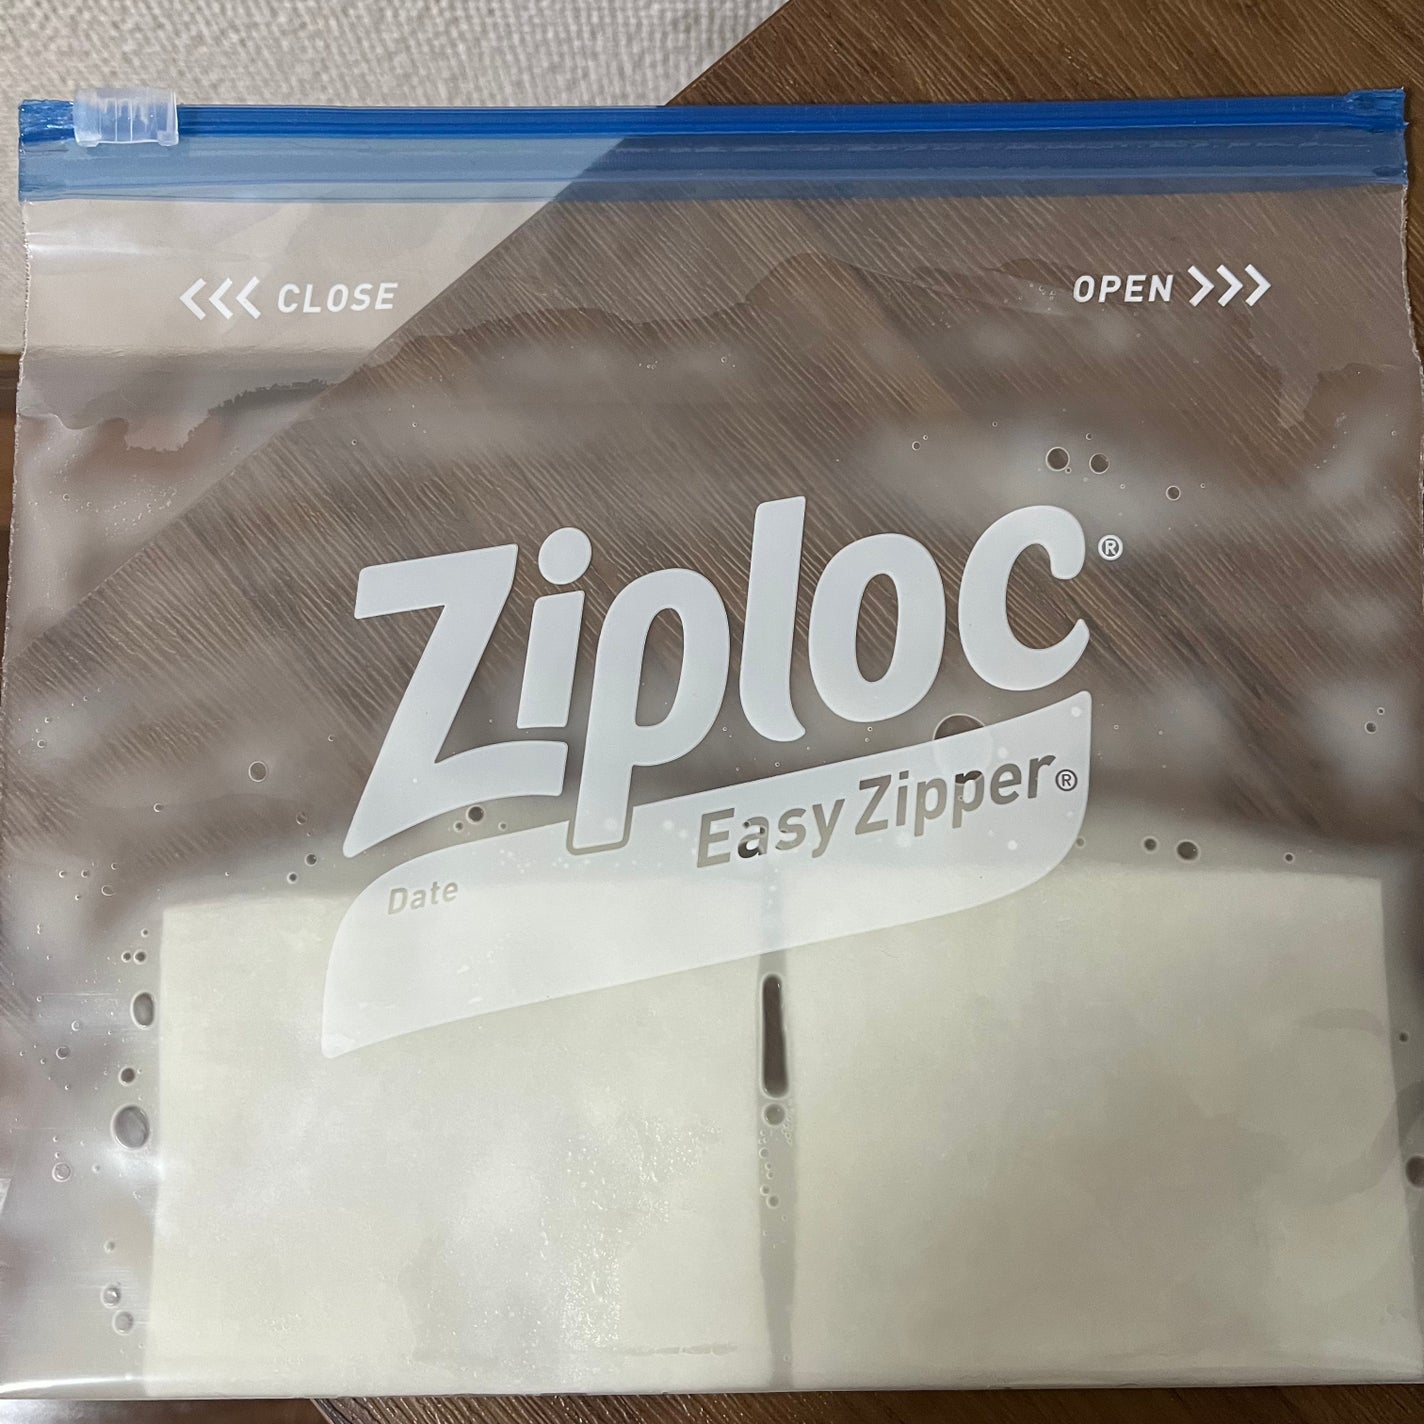 <<< CLOSE
OPEN >>>
Ziploc®
Easy Zipper®
Date